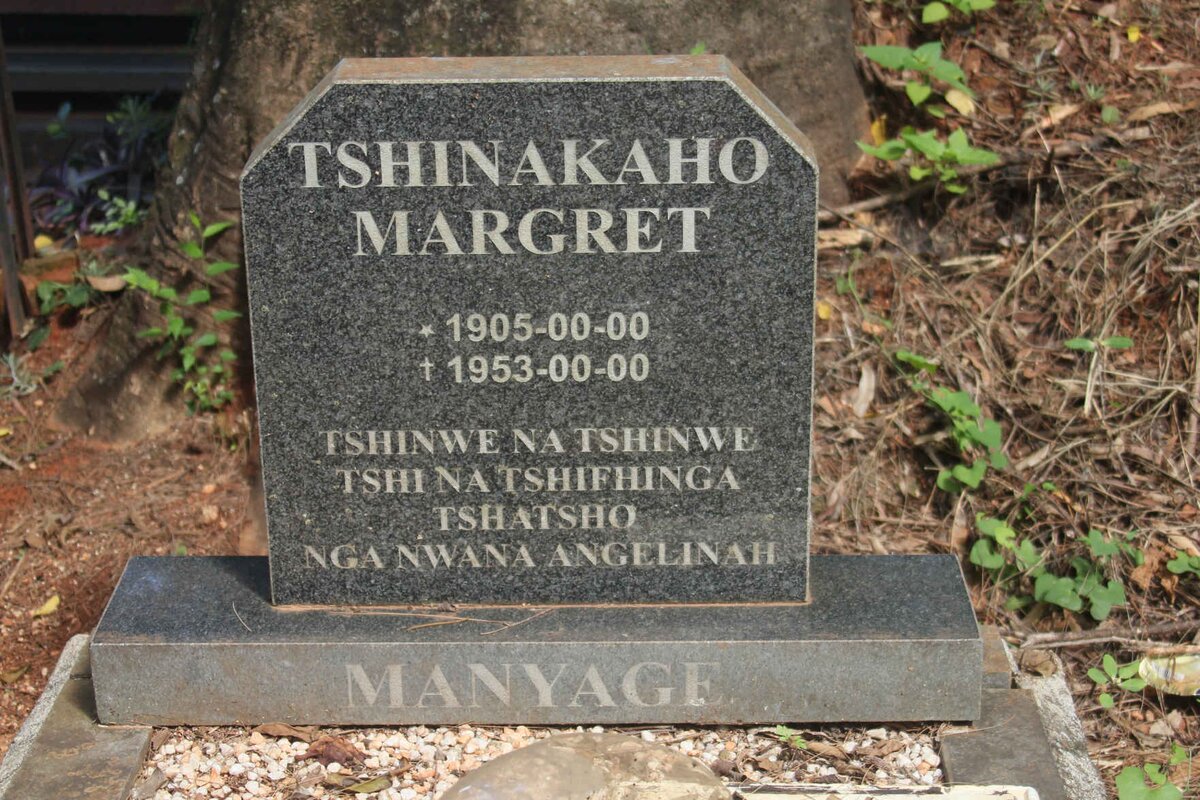 TSHINAKAHO
MARGRET
* 1905-00-00
† 1953-00-00
TSHINWE NA TSHINWE
TSHI NA TSHIFHINGA
TSHATSHO
NGA NWANA ANGELINAH
MANYAGE